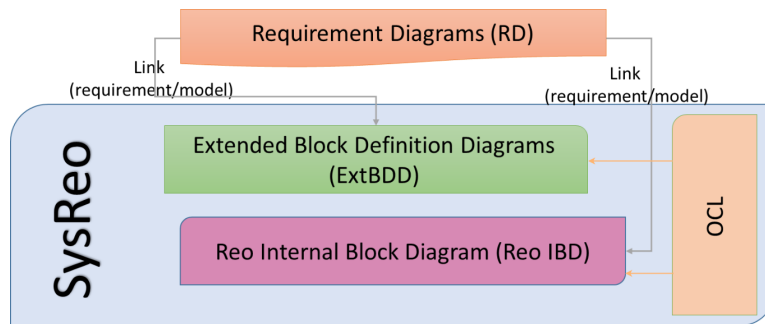 Requirement Diagrams (RD)
Link
(requirement/model)
Link
(requirement/model)
SysReo
Extended Block Definition Diagrams
(ExtBDD)
Reo Internal Block Diagram (Reo IBD)
OCL